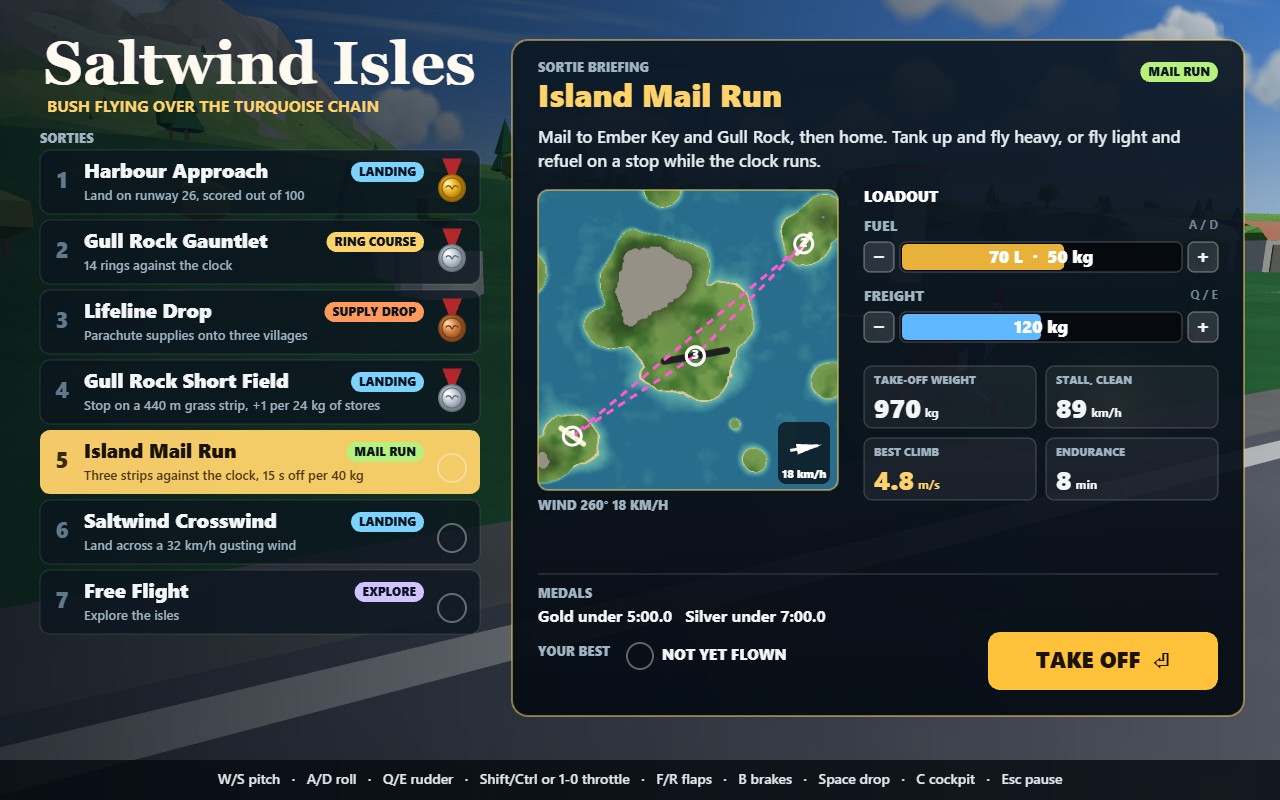 Saltwind Isles
BUSH FLYING OVER THE TURQUOISE CHAIN
SORTIES
1 Harbour Approach LANDING
Land on runway 26, scored out of 100
2 Gull Rock Gauntlet RING COURSE
14 rings against the clock
3 Lifeline Drop SUPPLY DROP
Parachute supplies onto three villages
4 Gull Rock Short Field LANDING
Stop on a 440 m grass strip, +1 per 24 kg of stores
5 Island Mail Run MAIL RUN
Three strips against the clock, 15 s off per 40 kg
6 Saltwind Crosswind LANDING
Land across a 32 km/h gusting wind
7 Free Flight EXPLORE
Explore the isles
SORTIE BRIEFING
MAIL RUN
Island Mail Run
Mail to Ember Key and Gull Rock, then home. Tank up and fly heavy, or fly light and
refuel on a stop while the clock runs.
3
18 km/h
WIND 260° 18 KM/H
LOADOUT
FUEL A / D
− 70 L · 50 kg +
FREIGHT Q / E
− 120 kg +
TAKE-OFF WEIGHT
970 kg
STALL, CLEAN
89 km/h
BEST CLIMB
4.8 m/s
ENDURANCE
8 min
MEDALS
Gold under 5:00.0 Silver under 7:00.0
YOUR BEST NOT YET FLOWN
TAKE OFF ⏎
W/S pitch · A/D roll · Q/E rudder · Shift/Ctrl or 1-0 throttle · F/R flaps · B brakes · Space drop · C cockpit · Esc pause